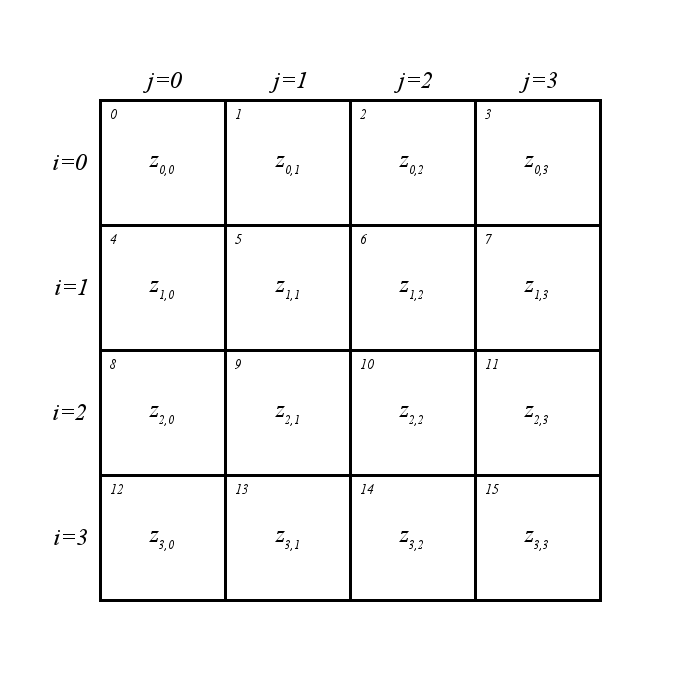 j=0 j=1 j=2 j=3
0 1 2 3
i=0 z0,0 z0,1 z0,2 z0,3
4 5 6 7
i=1 z1,0 z1,1 z1,2 z1,3
8 9 10 11
i=2 z2,0 z2,1 z2,2 z2,3
12 13 14 15
i=3 z3,0 z3,1 z3,2 z3,3